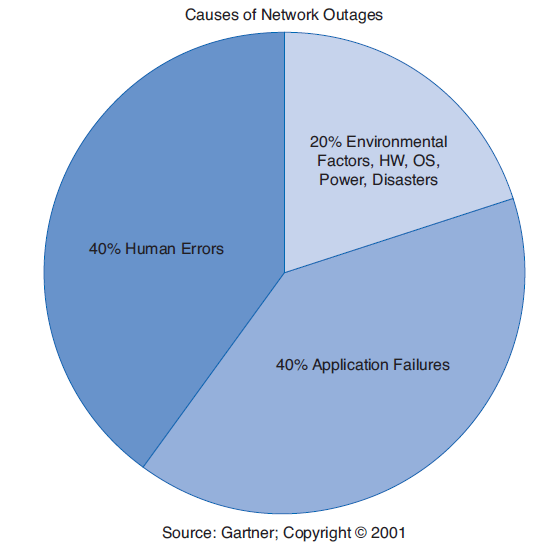 Causes of Network Outages
20% Environmental
Factors, HW, OS,
Power, Disasters
40% Human Errors
40% Application Failures
Source: Gartner; Copyright © 2001